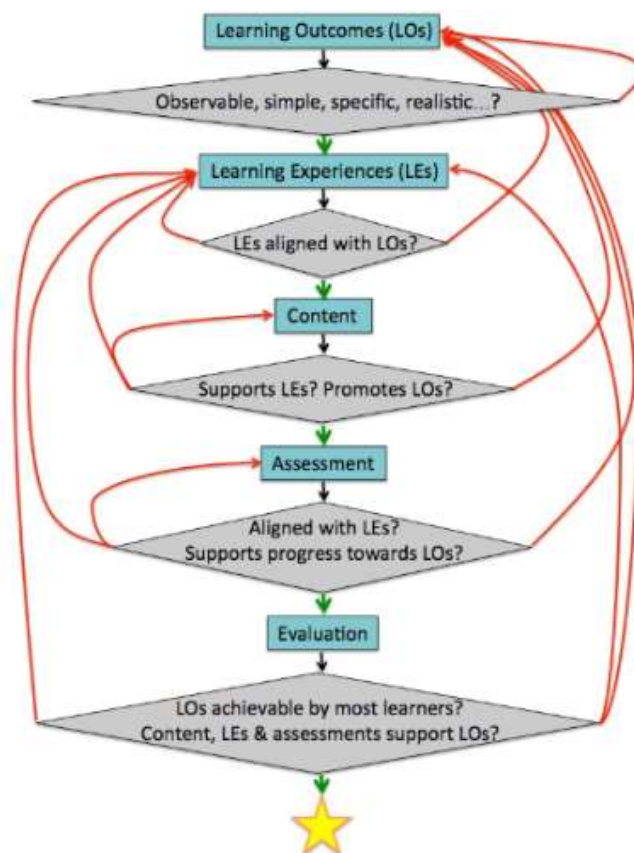 Learning Outcomes (LOs)
Observable, simple, specific, realistic...?
Learning Experiences (LEs)
LEs aligned with LOs?
Content
Supports LEs? Promotes LOs?
Assessment
Aligned with LEs?
Supports progress towards LOs?
Evaluation
LOs achievable by most learners?
Content, LEs & assessments support LOs?